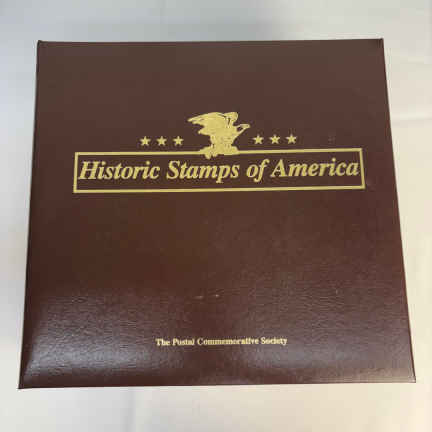 Historic Stamps of America
The Postal Commemorative Society